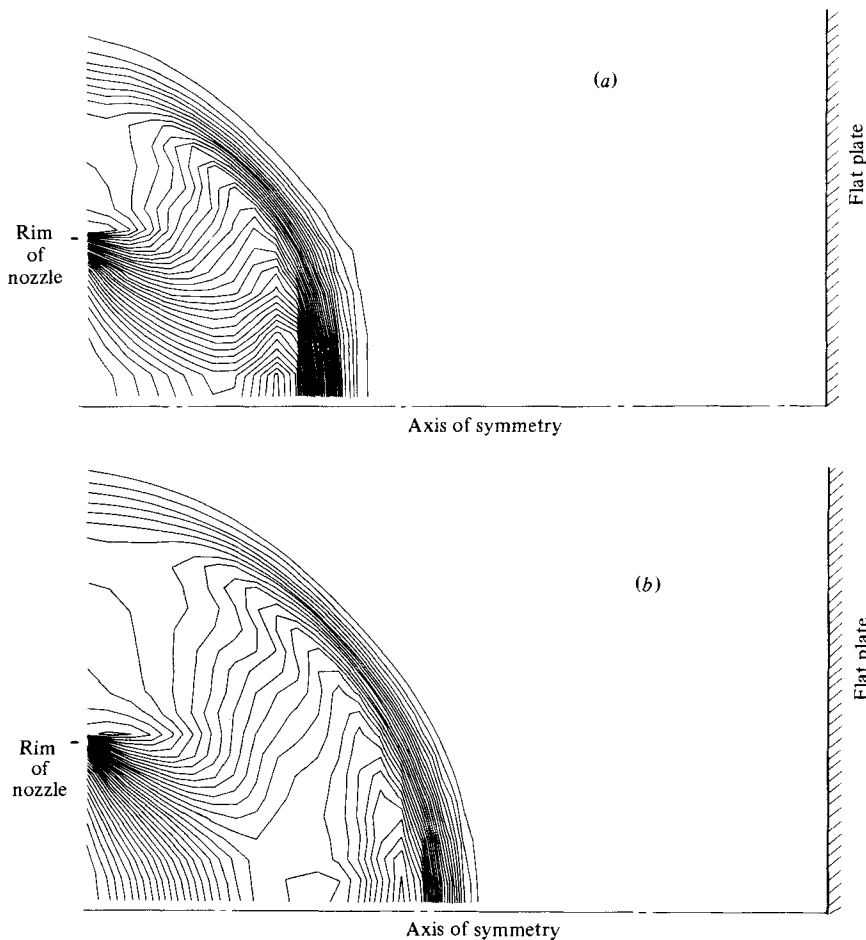 (a)
Flat plate
Rim
of
nozzle
Axis of symmetry
(b)
Flat plate
Rim
of
nozzle
Axis of symmetry